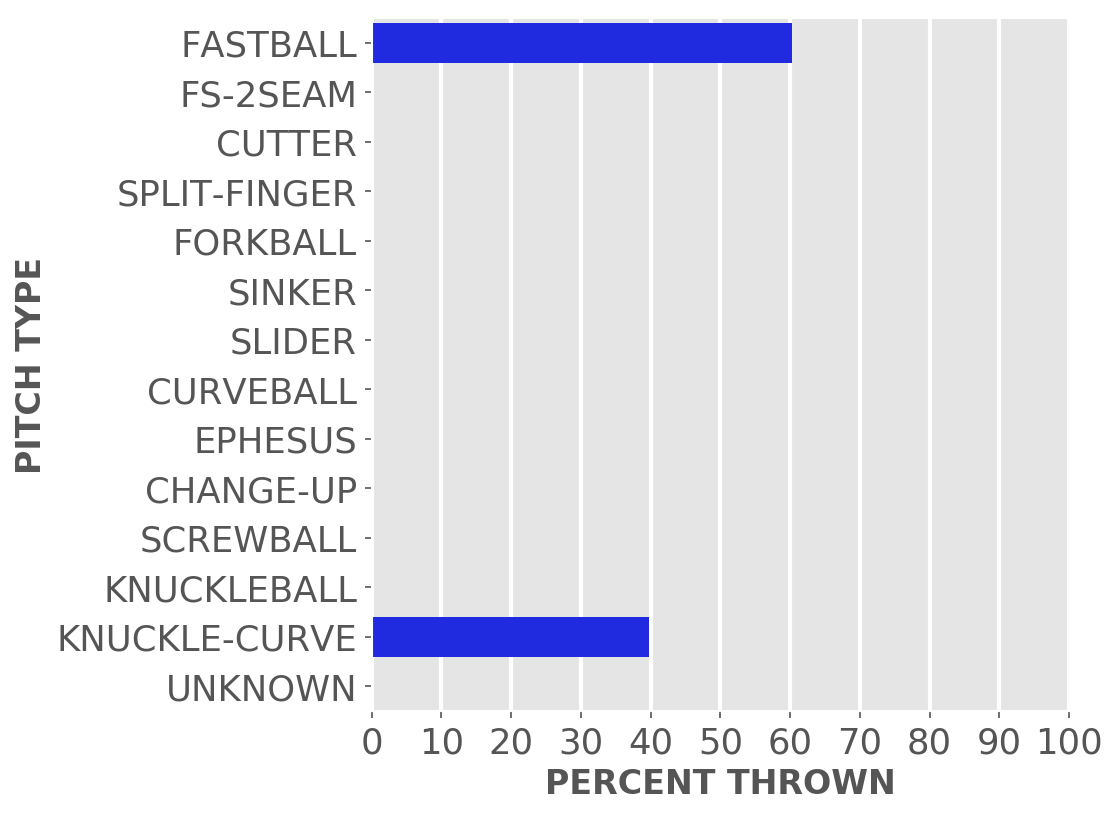 PITCH TYPE
FASTBALL
FS-2SEAM
CUTTER
SPLIT-FINGER
FORKBALL
SINKER
SLIDER
CURVEBALL
EPHESUS
CHANGE-UP
SCREWBALL
KNUCKLEBALL
KNUCKLE-CURVE
UNKNOWN
0 10 20 30 40 50 60 70 80 90 100
PERCENT THROWN